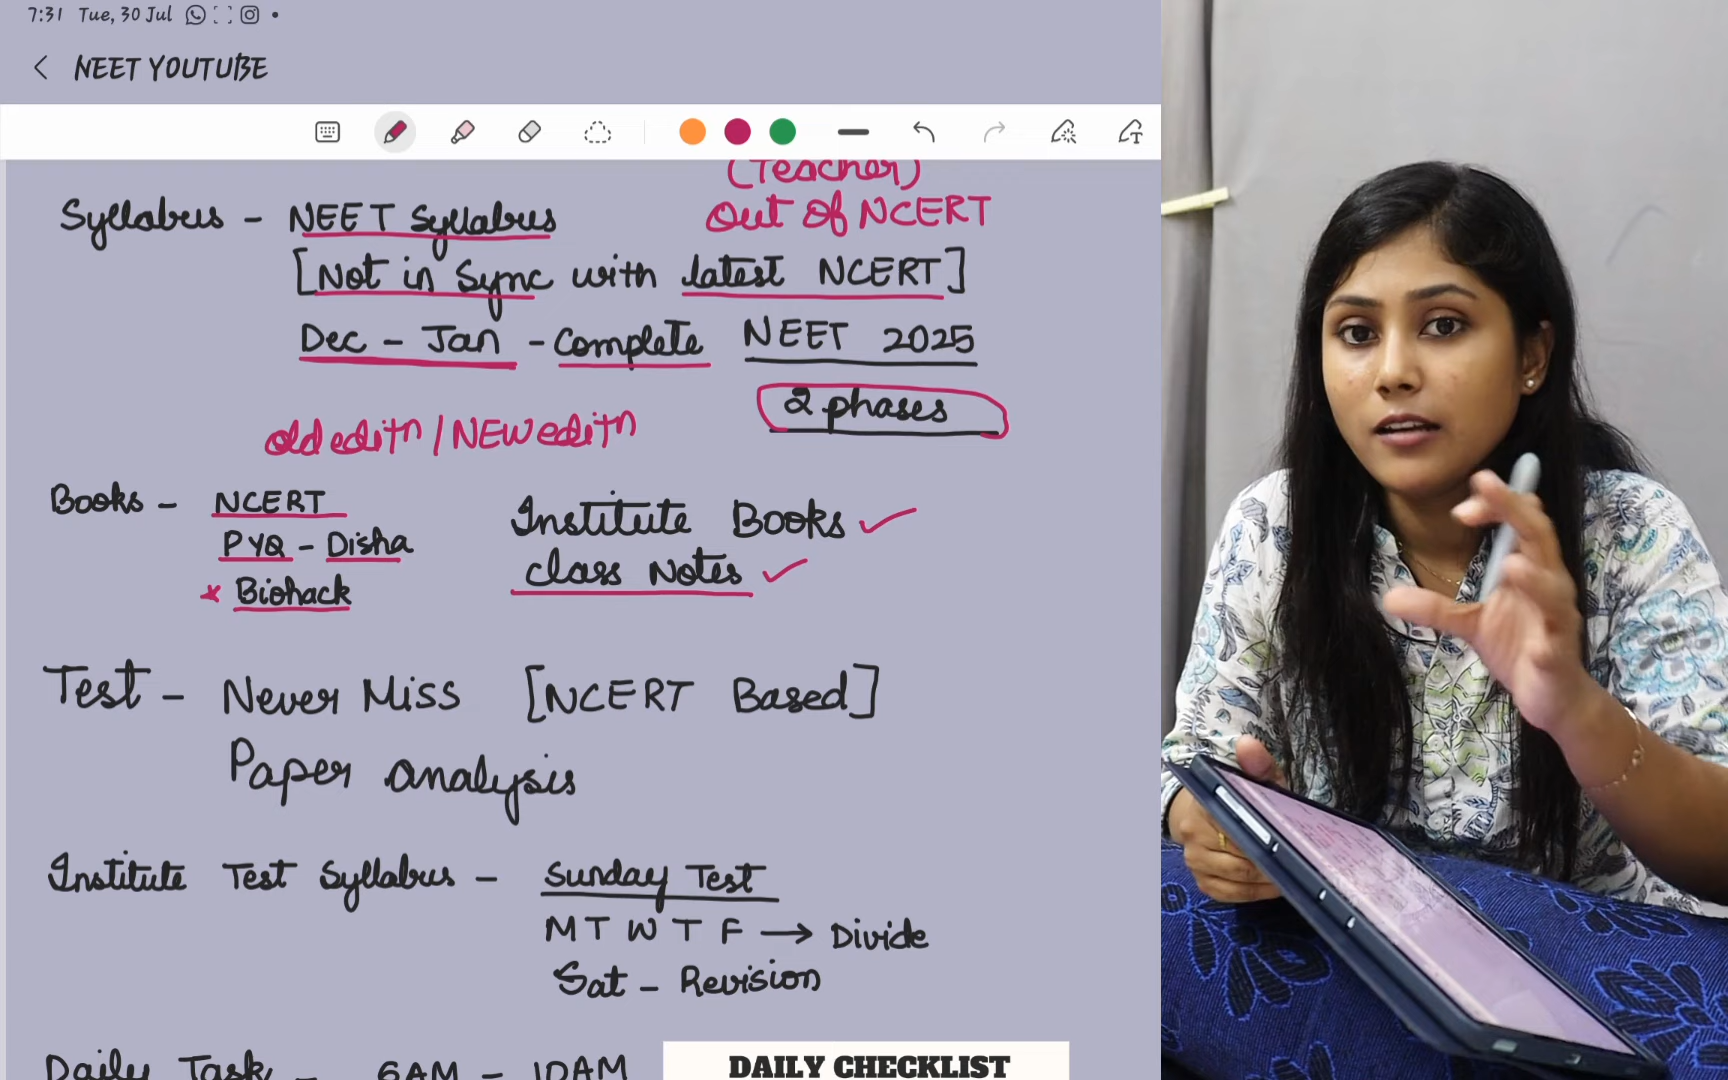 7:31 Tue, 30 Jul
NEET YOUTUBE
(Teacher)
Out Of NCERT
Syllabus - NEET Syllabus
[Not in Sync with latest NCERT]
Dec - Jan - Complete NEET 2025
2 phases
old editn / NEW editn
Books - NCERT
PYQ - Disha
* Biohack
Institute Books ✓
class Notes ✓
Test - Never Miss [NCERT Based]
Paper analysis
Institute Test Syllabus - Sunday Test
M T W T F → Divide
Sat - Revision
Daily Task - 6AM - 10AM
DAILY CHECKLIST